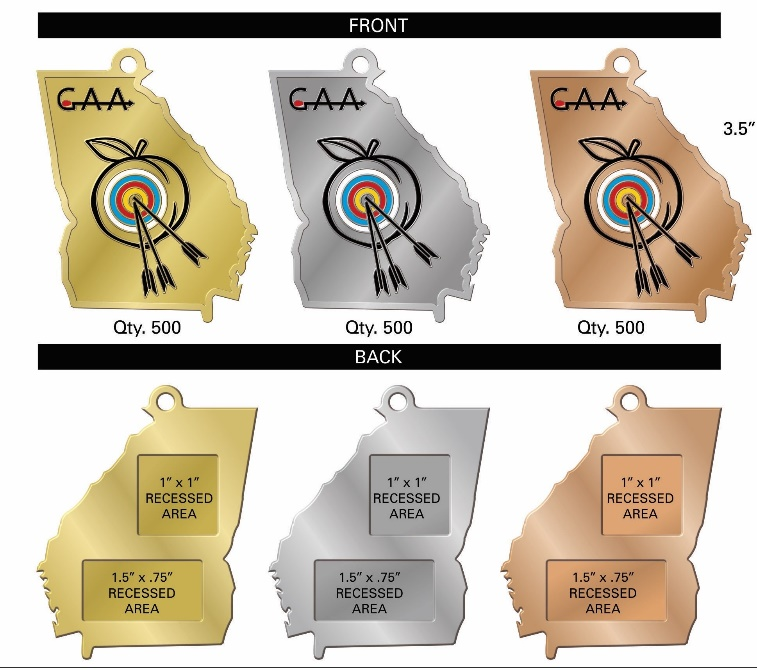 FRONT
GAA GAA GAA
3.5"
Qty. 500 Qty. 500 Qty. 500
BACK
1" x 1" 1" x 1" 1" x 1"
RECESSED RECESSED RECESSED
AREA AREA AREA
1.5" x .75" 1.5" x .75" 1.5" x .75"
RECESSED RECESSED RECESSED
AREA AREA AREA